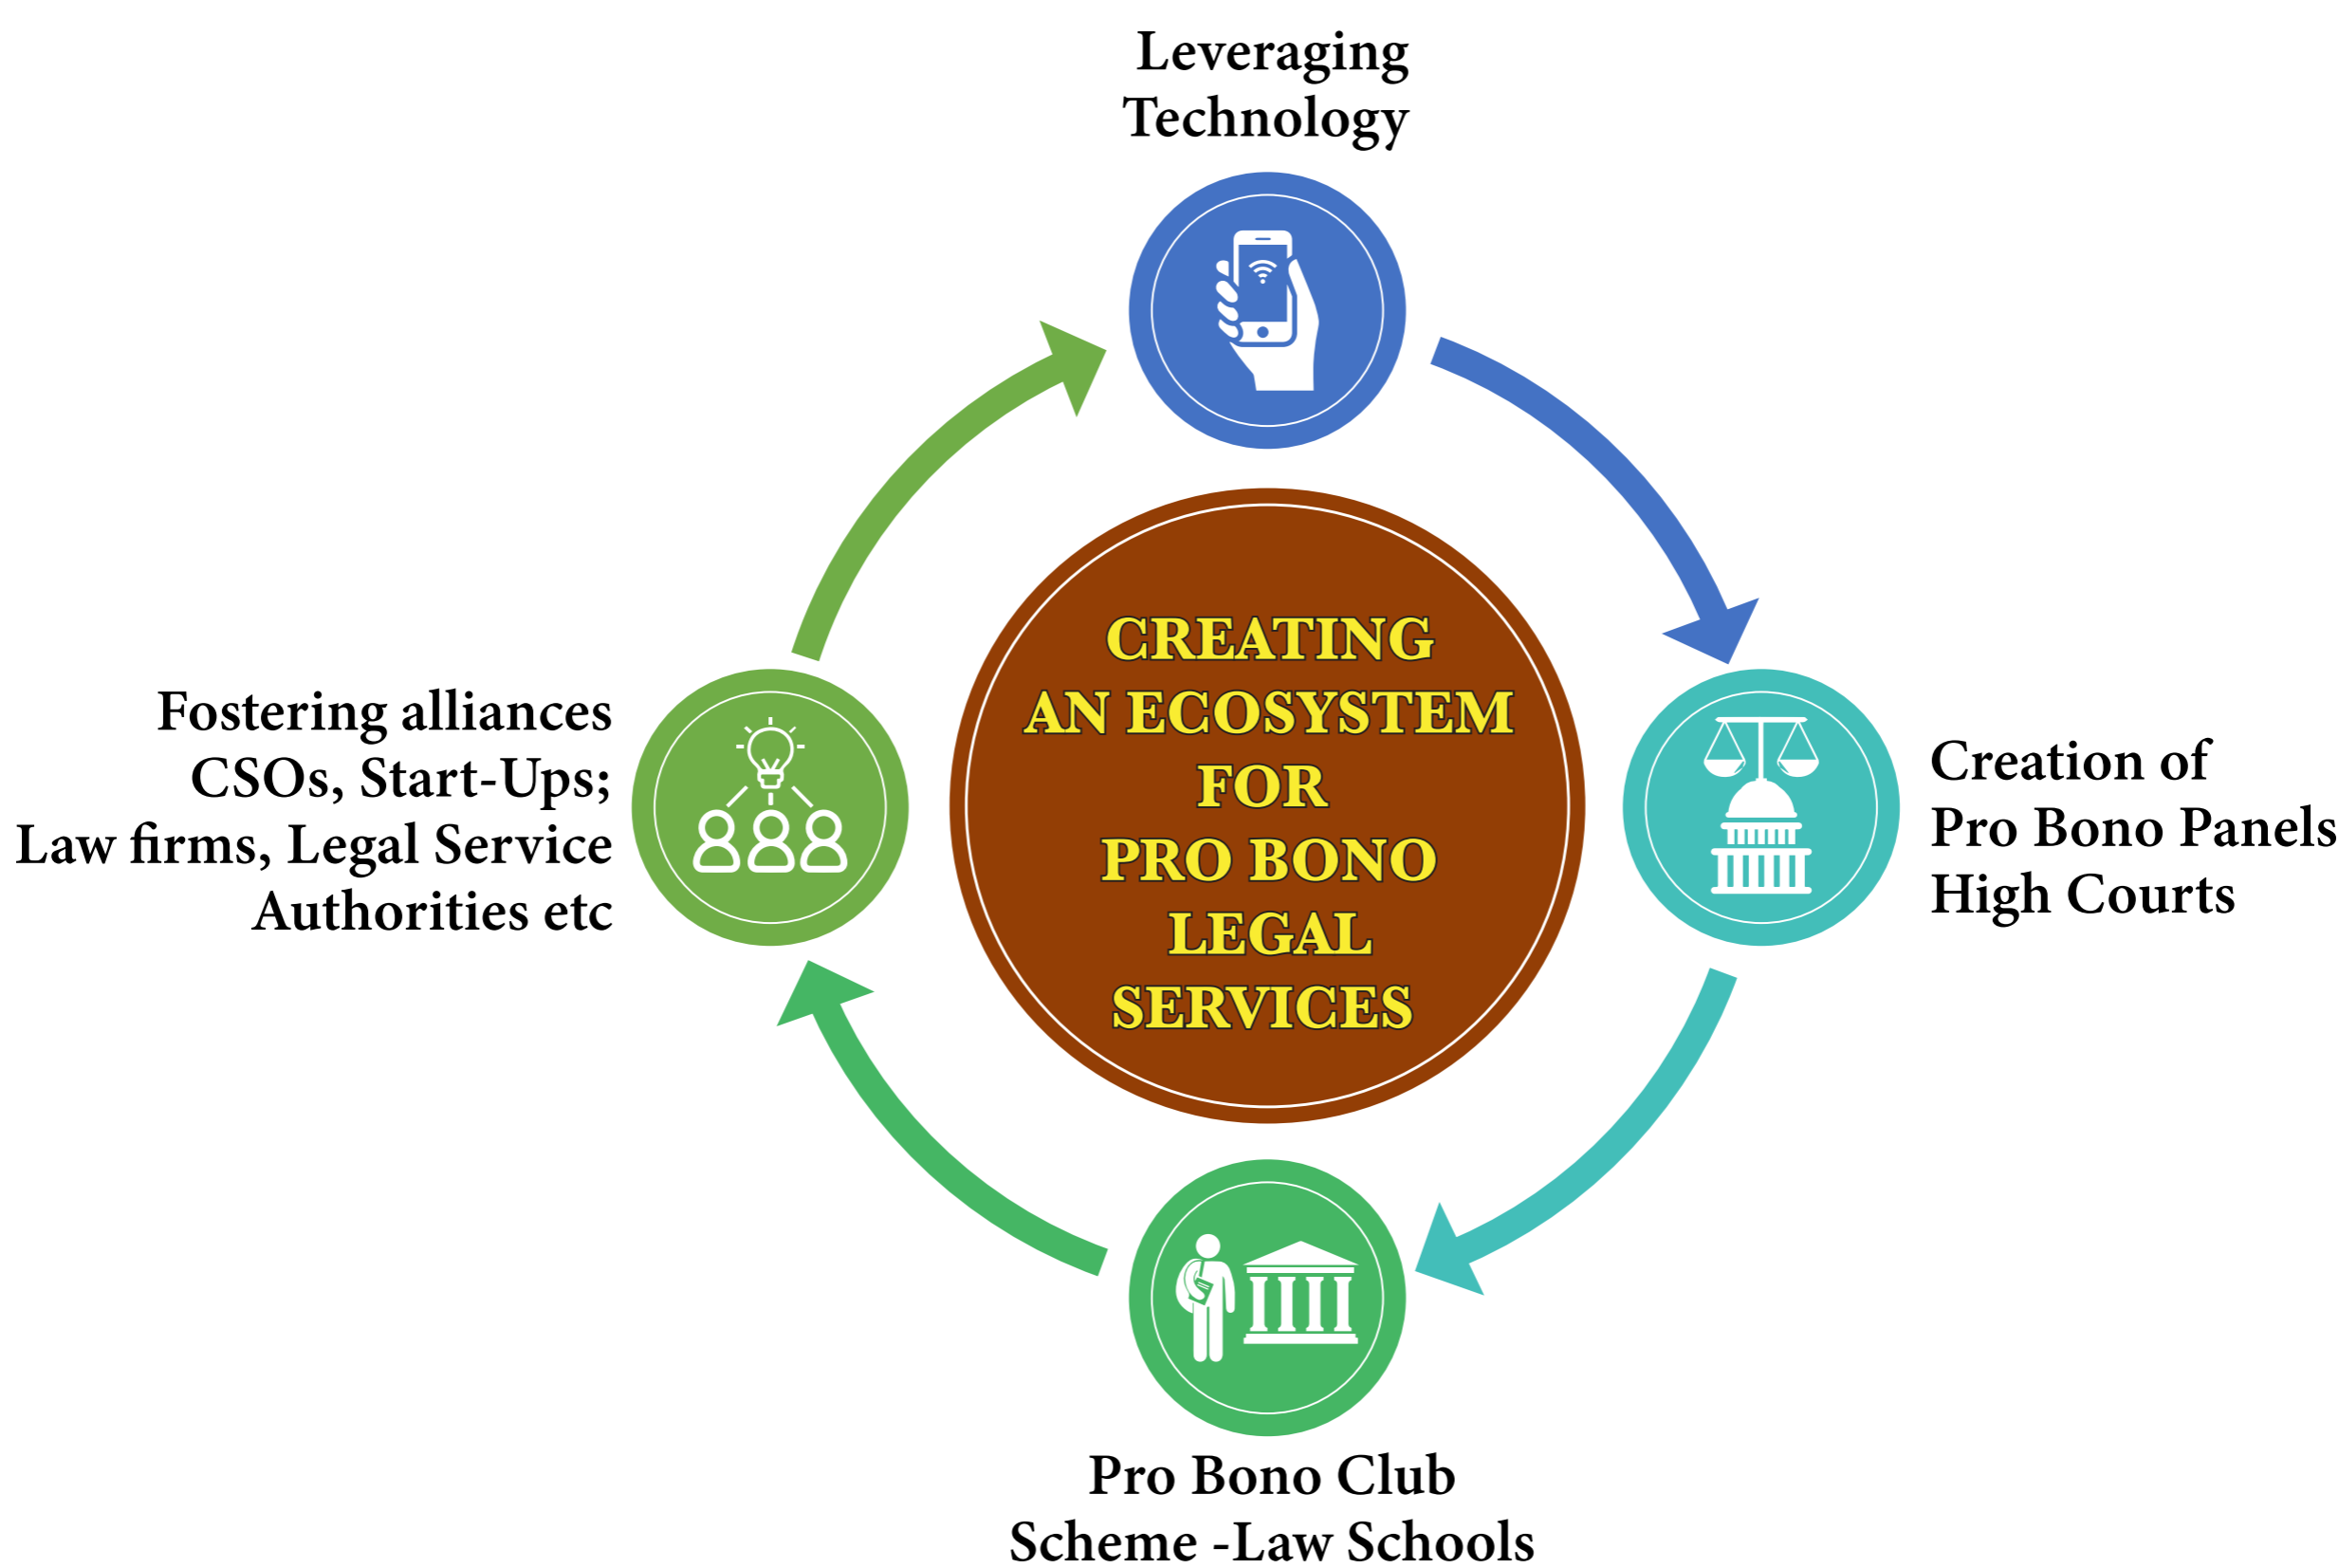 Leveraging
Technology
CREATING
AN ECOSYSTEM
FOR
PRO BONO
LEGAL
SERVICES
Creation of
Pro Bono Panels
High Courts
Pro Bono Club
Scheme -Law Schools
Fostering alliances
CSOs, Start-Ups;
Law firms, Legal Service
Authorities etc